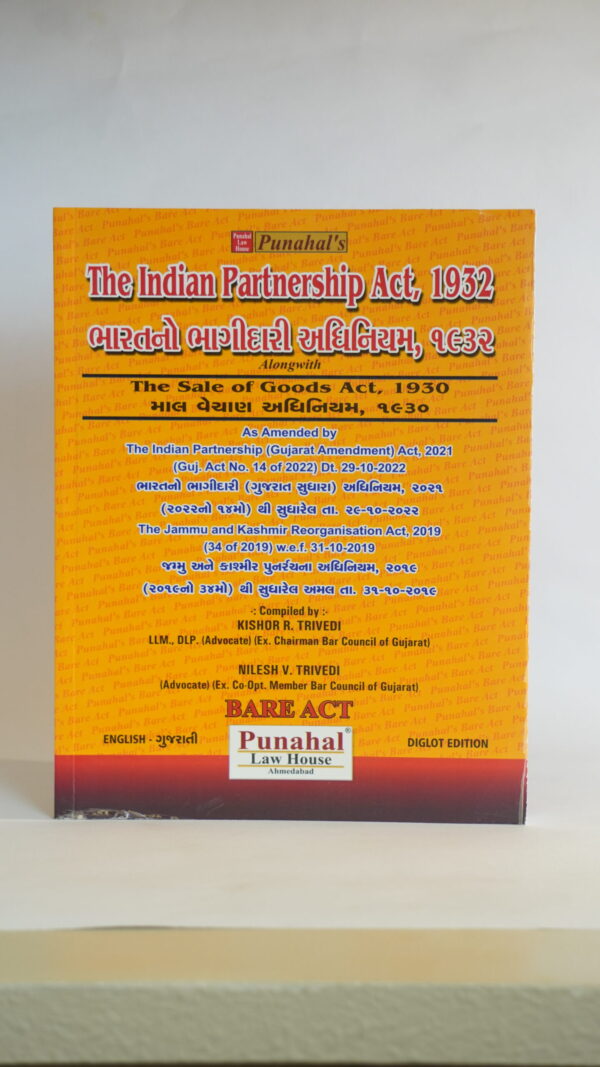 Punahal Law House Punahal's
The Indian Partnership Act, 1932
ભારતનો ભાગીદારી અધિનિયમ, ૧૯૩૨
Alongwith
The Sale of Goods Act, 1930
માલ વેચાણ અધિનિયમ, ૧૯૩૦
As Amended by
The Indian Partnership (Gujarat Amendment) Act, 2021
(Guj. Act No. 14 of 2022) Dt. 29-10-2022
ભારતનો ભાગીદારી (ગુજરાત સુધારા) અધિનિયમ, ૨૦૨૧
(૨૦૨૨નો ૧૪મો) થી સુધારેલ તા. ૨૯-૧૦-૨૦૨૨
The Jammu and Kashmir Reorganisation Act, 2019
(34 of 2019) w.e.f. 31-10-2019
જમ્મુ અને કાશ્મીર પુનર્રચના અધિનિયમ, ૨૦૧૯
(૨૦૧૯નો ૩૪મો) થી સુધારેલ અમલ તા. ૩૧-૧૦-૨૦૧૯
-: Compiled by :-
KISHOR R. TRIVEDI
LLM., DLP. (Advocate) (Ex. Chairman Bar Council of Gujarat)
NILESH V. TRIVEDI
(Advocate) (Ex. Co-Opt. Member Bar Council of Gujarat)
BARE ACT
ENGLISH - ગુજરાતી
Punahal®
Law House
Ahmedabad
DIGLOT EDITION